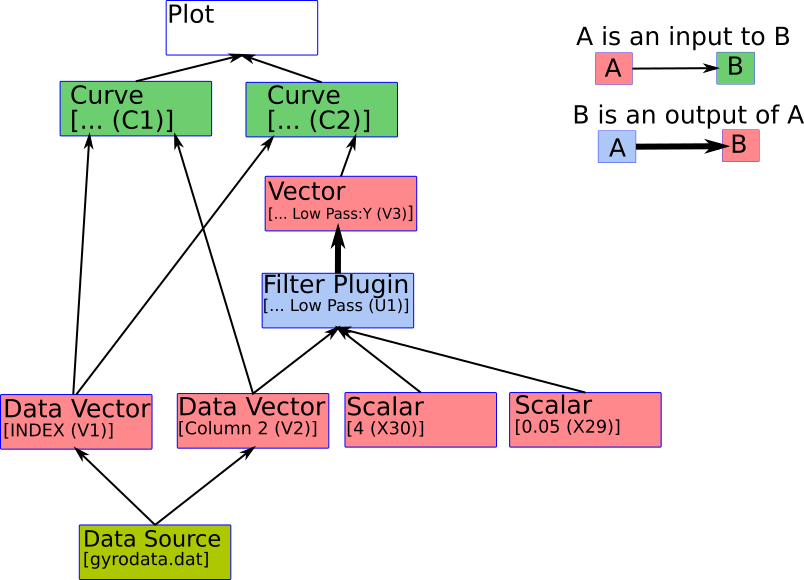 Plot
A is an input to B
A
B
Curve
[... (C1)]
Curve
[... (C2)]
B is an output of A
A
B
Vector
[... Low Pass:Y (V3)]
Filter Plugin
[... Low Pass (U1)]
Data Vector
[INDEX (V1)]
Data Vector
[Column 2 (V2)]
Scalar
[4 (X30)]
Scalar
[0.05 (X29)]
Data Source
[gyrodata.dat]